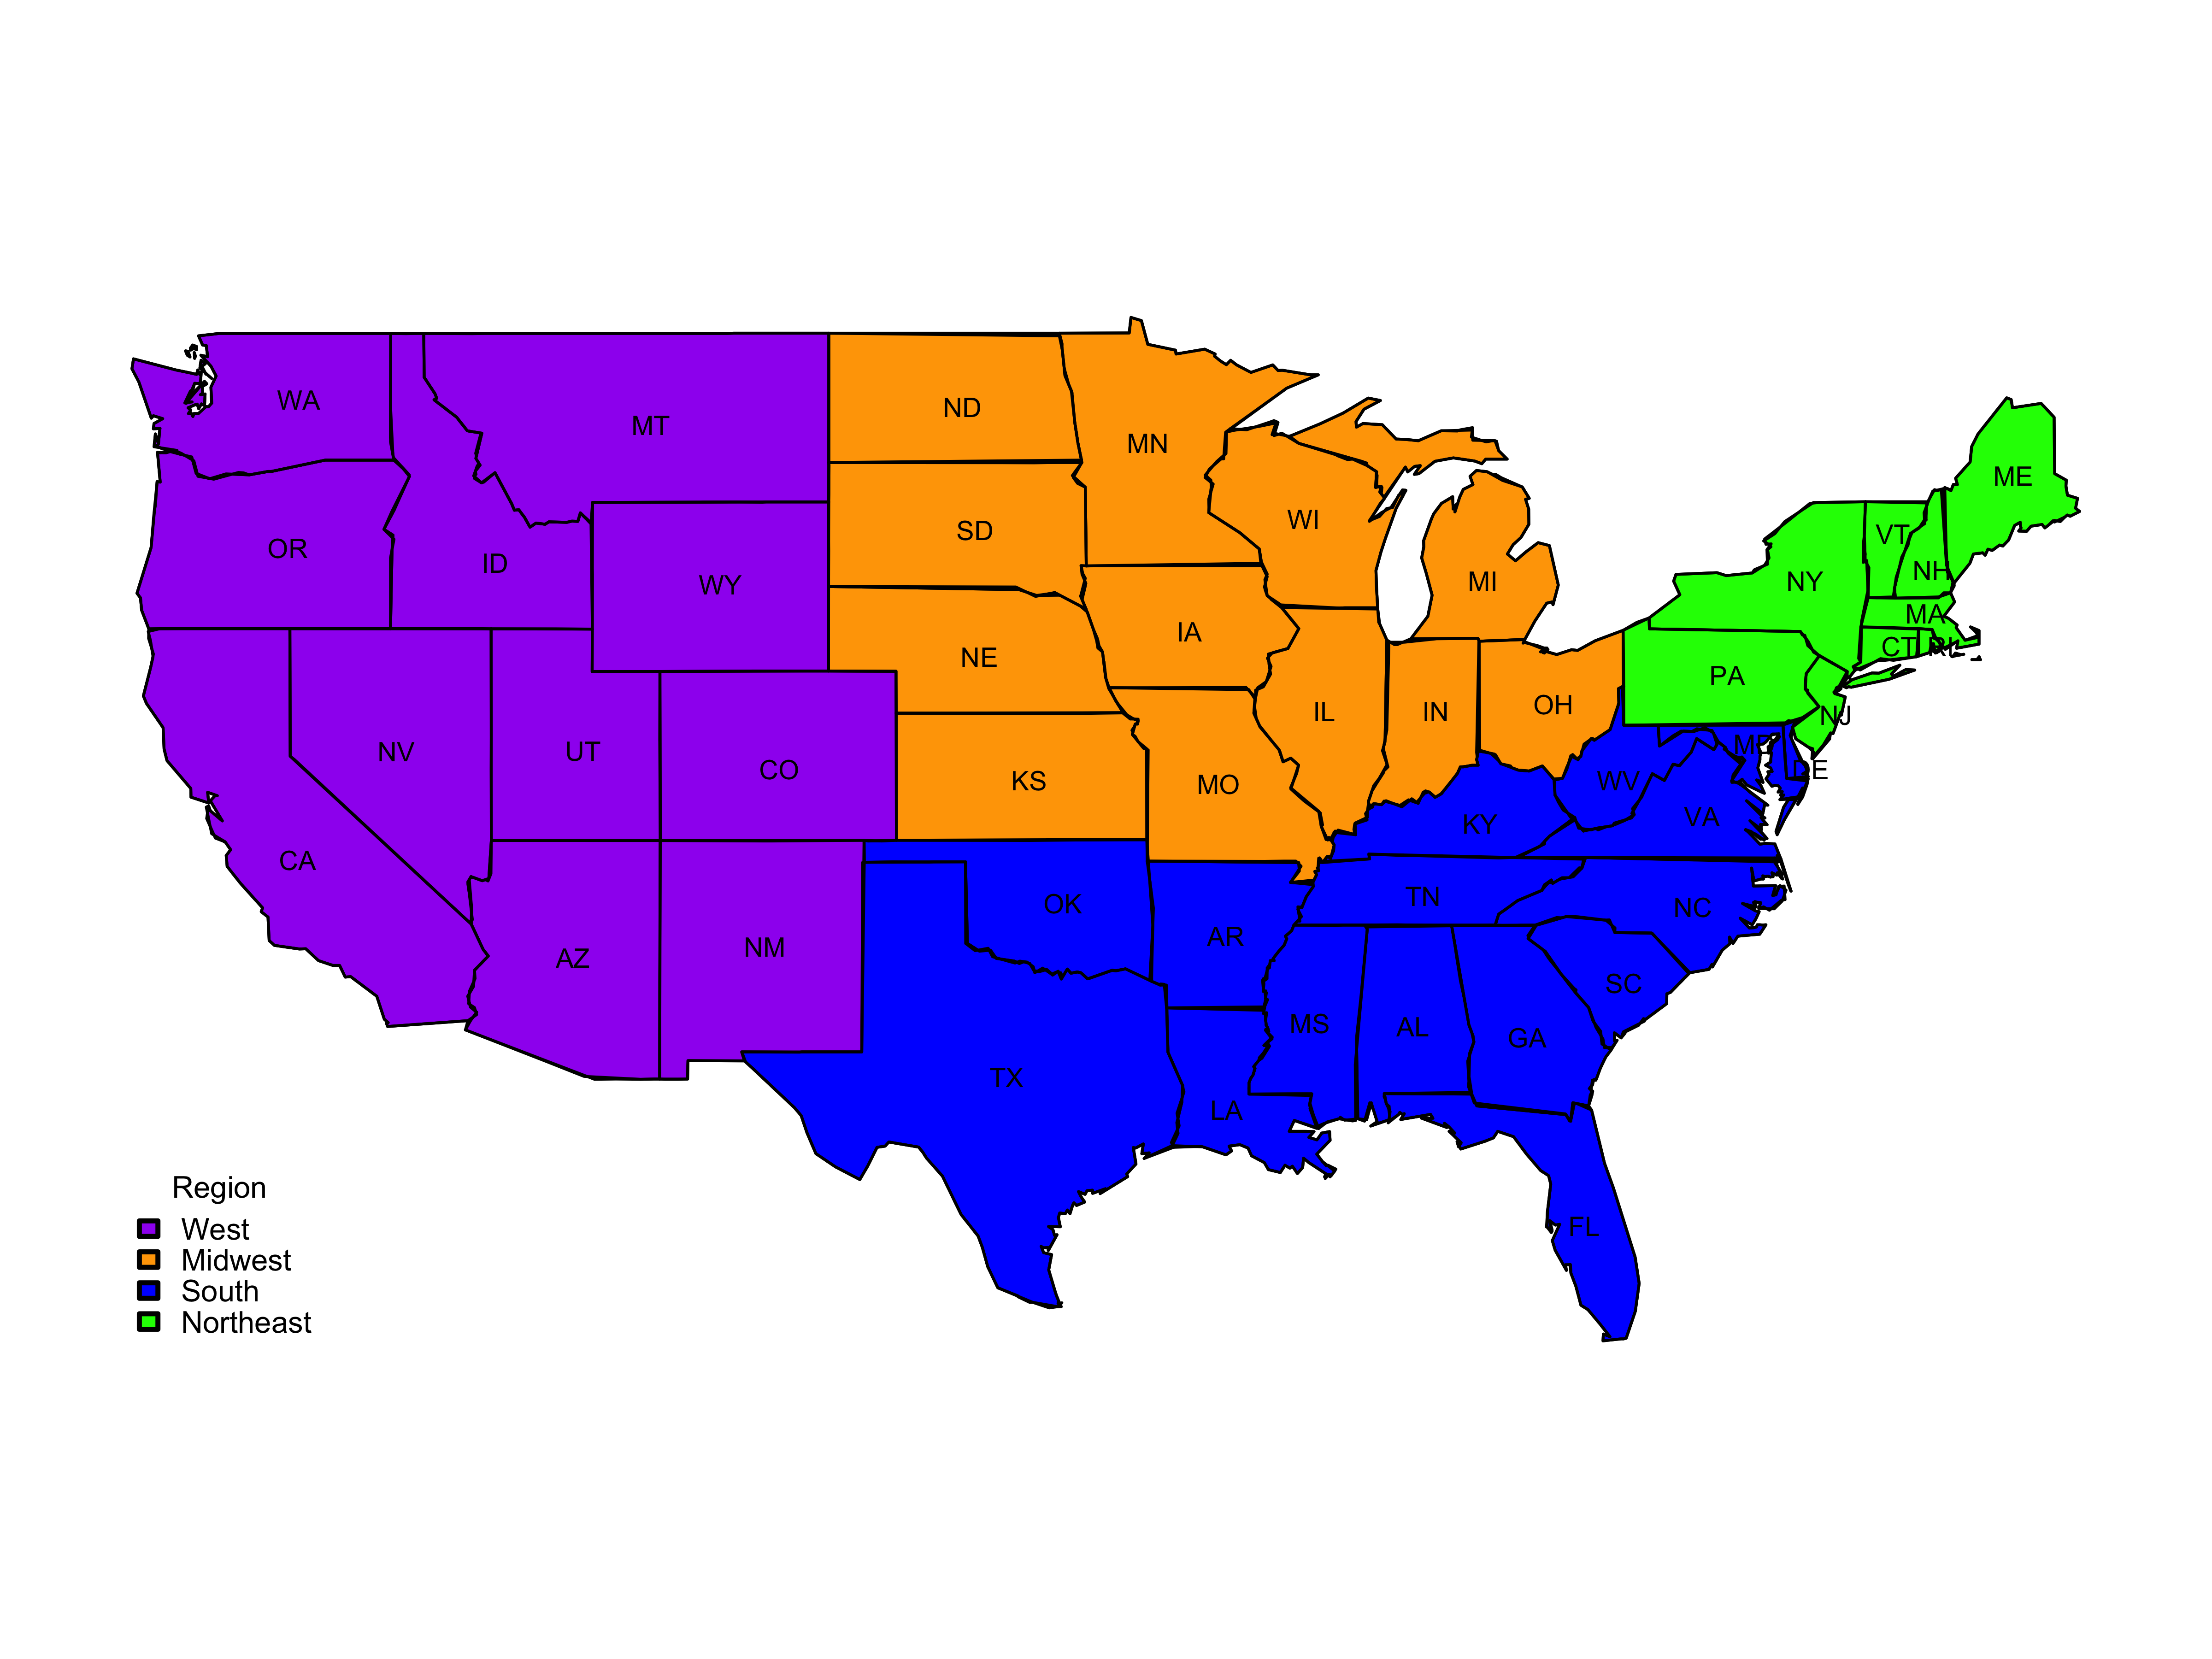 WA
MT
ND
MN
ME
OR
ID
SD
WI
VT
NH
WY
MI
NY
IA
MA
NE
CT
RI
PA
NV
UT
CO
KS
MO
IL
IN
OH
NJ
MD
DE
WV
CA
KY
VA
AZ
NM
OK
AR
TN
NC
SC
TX
LA
MS
AL
GA
FL
Region
West
Midwest
South
Northeast